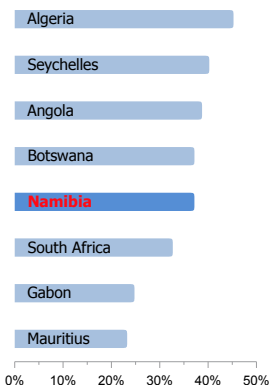 Algeria
Seychelles
Angola
Botswana
Namibia
South Africa
Gabon
Mauritius
0% 10% 20% 30% 40% 50%